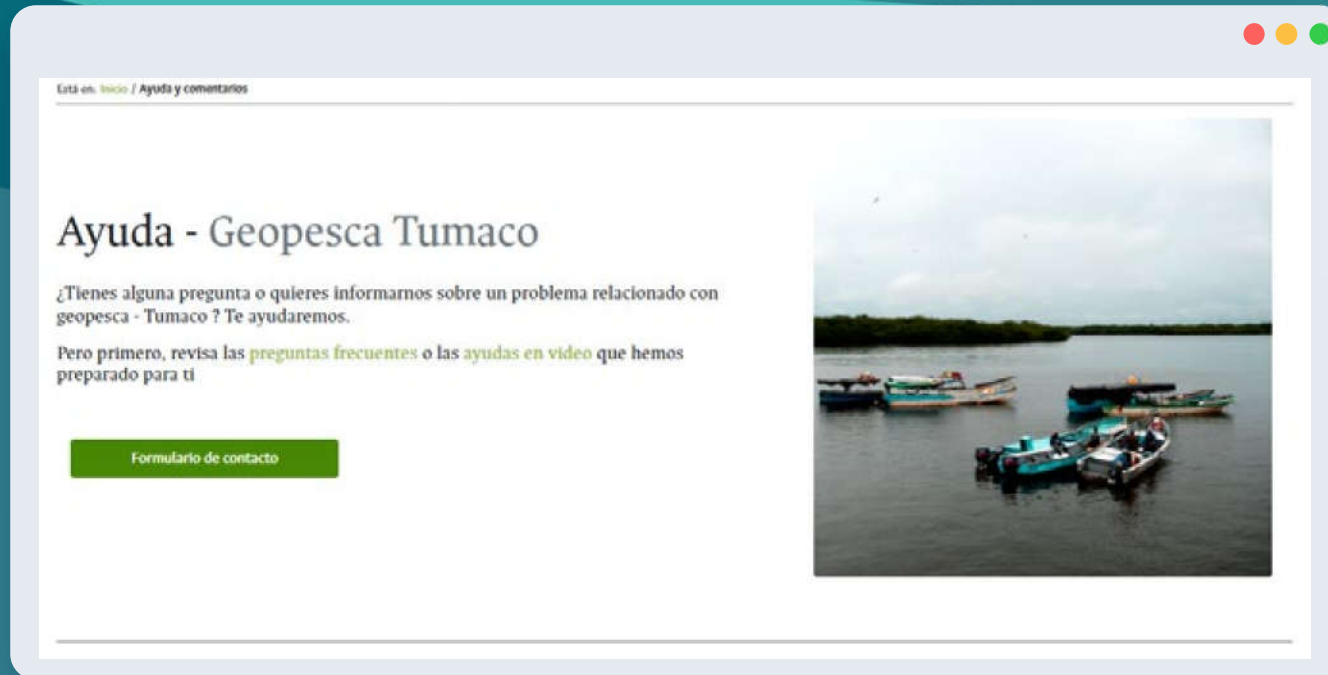 Está en: Inicio / Ayuda y comentarios
Ayuda - Geopesca Tumaco
¿Tienes alguna pregunta o quieres informarnos sobre un problema relacionado con
geopesca - Tumaco ? Te ayudaremos.
Pero primero, revisa las preguntas frecuentes o las ayudas en video que hemos
preparado para ti
Formulario de contacto